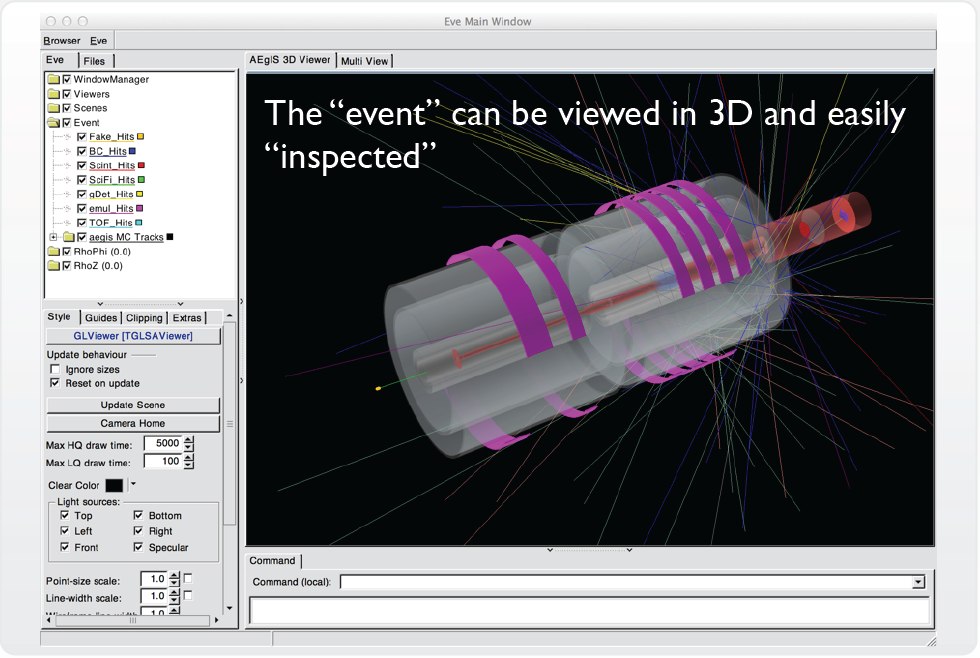 Eve Main Window
Browser Eve
Eve Files
WindowManager
Viewers
Scenes
Event
Fake_Hits
BC_Hits
Scint_Hits
SciFi_Hits
gDet_Hits
emul_Hits
TOF_Hits
aegis MC Tracks
RhoPhi (0.0)
RhoZ (0.0)
Style Guides Clipping Extras
GLViewer [TGLSAViewer]
Update behaviour
Ignore sizes
Reset on update
Update Scene
Camera Home
Max HQ draw time: 5000
Max LQ draw time: 100
Clear Color
Light sources:
Top Bottom
Left Right
Front Specular
Point-size scale: 1.0
Line-width scale: 1.0
Wireframe line-width 1.0
AEgIS 3D Viewer Multi View
The “event” can be viewed in 3D and easily
“inspected”
Command
Command (local):